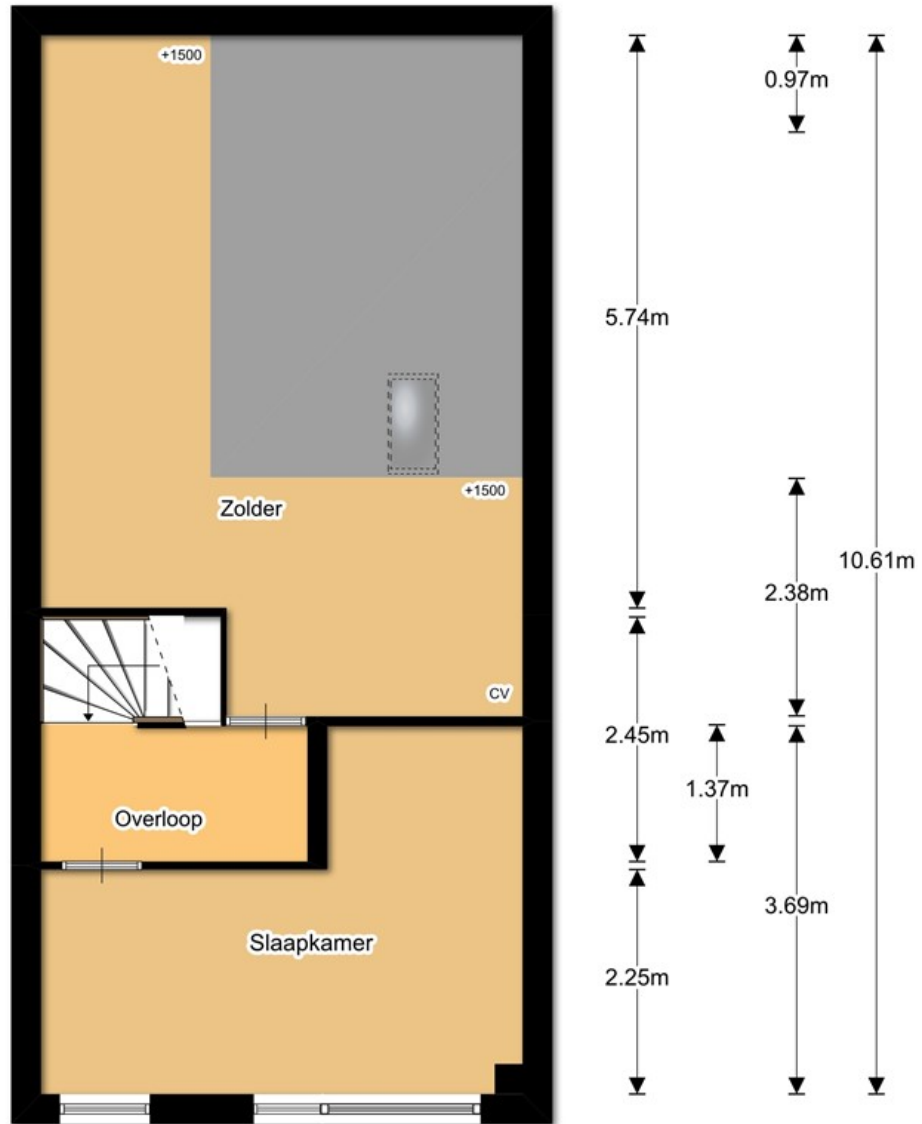 +1500
0.97m
5.74m
+1500
Zolder
10.61m
2.38m
CV
2.45m
1.37m
Overloop
3.69m
Slaapkamer
2.25m